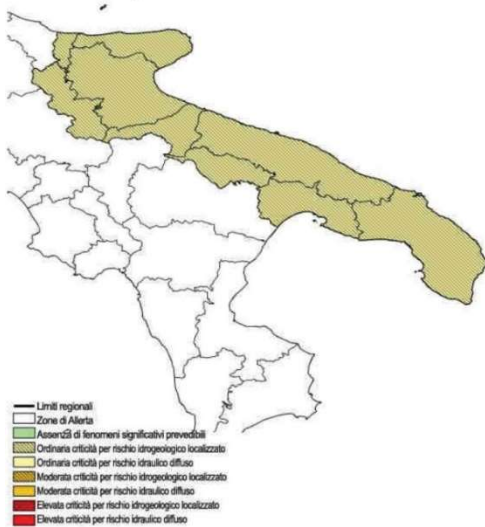 Limiti regionali
Zone di Allerta
Assenza di fenomeni significativi prevedibili
Ordinaria criticità per rischio idrogeologico localizzato
Ordinaria criticità per rischio idraulico diffuso
Moderata criticità per rischio idrogeologico localizzato
Moderata criticità per rischio idraulico diffuso
Elevata criticità per rischio idrogeologico localizzato
Elevata criticità per rischio idraulico diffuso